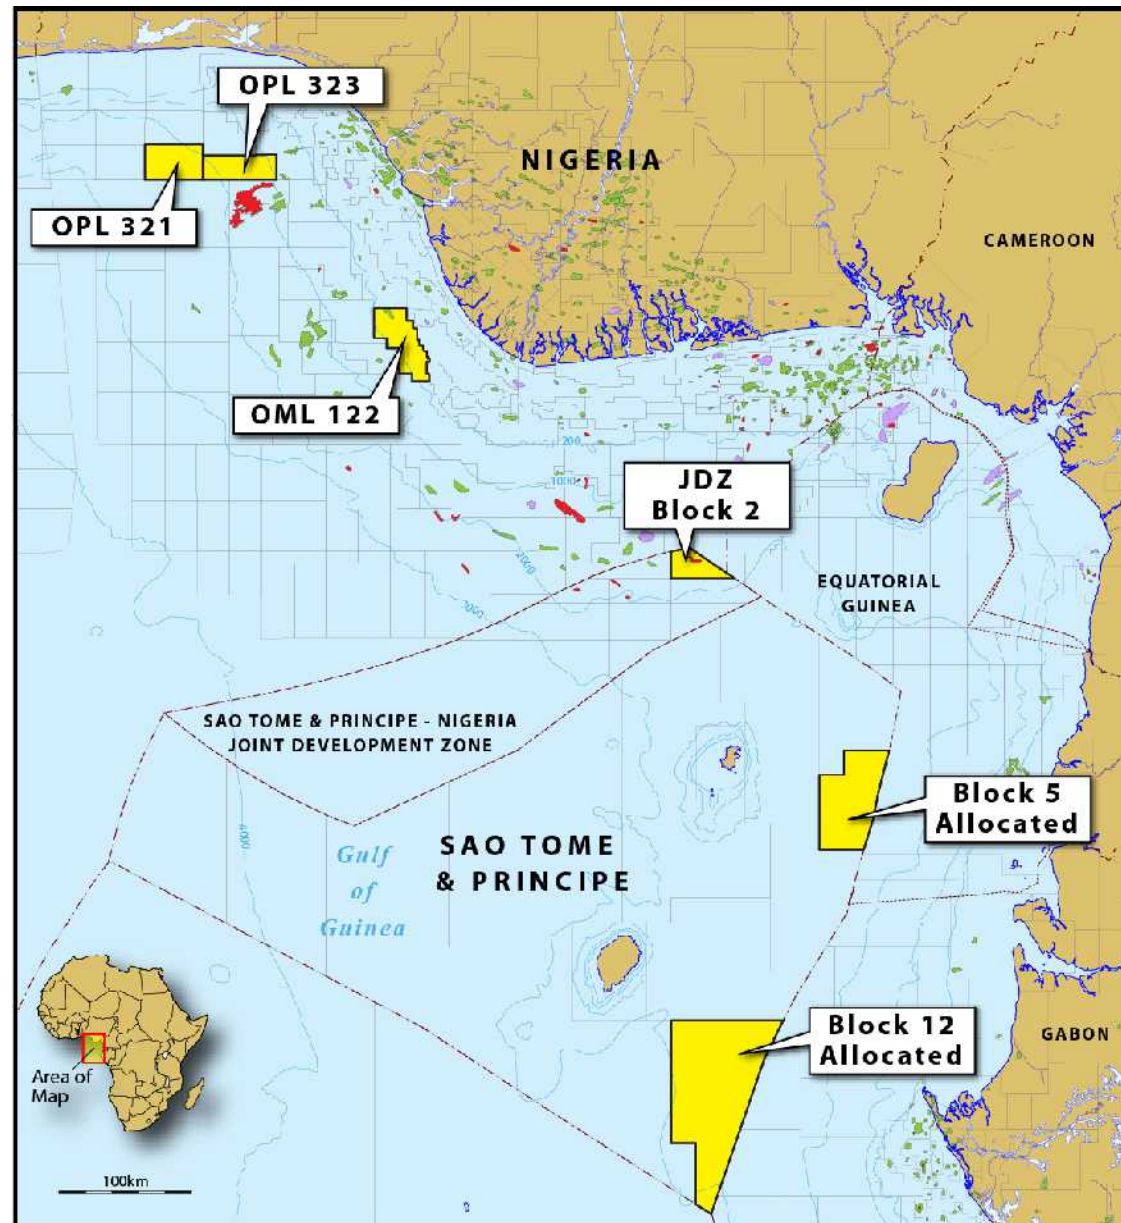 OPL 323
NIGERIA
OPL 321
CAMEROON
OML 122
200
JDZ
Block 2
1000
2000
EQUATORIAL
GUINEA
3000
SAO TOME & PRINCIPE - NIGERIA
JOINT DEVELOPMENT ZONE
Block 5
Allocated
4000
SAO TOME
& PRINCIPE
Gulf
of
Guinea
Block 12
Allocated
GABON
Area of
Map
100km